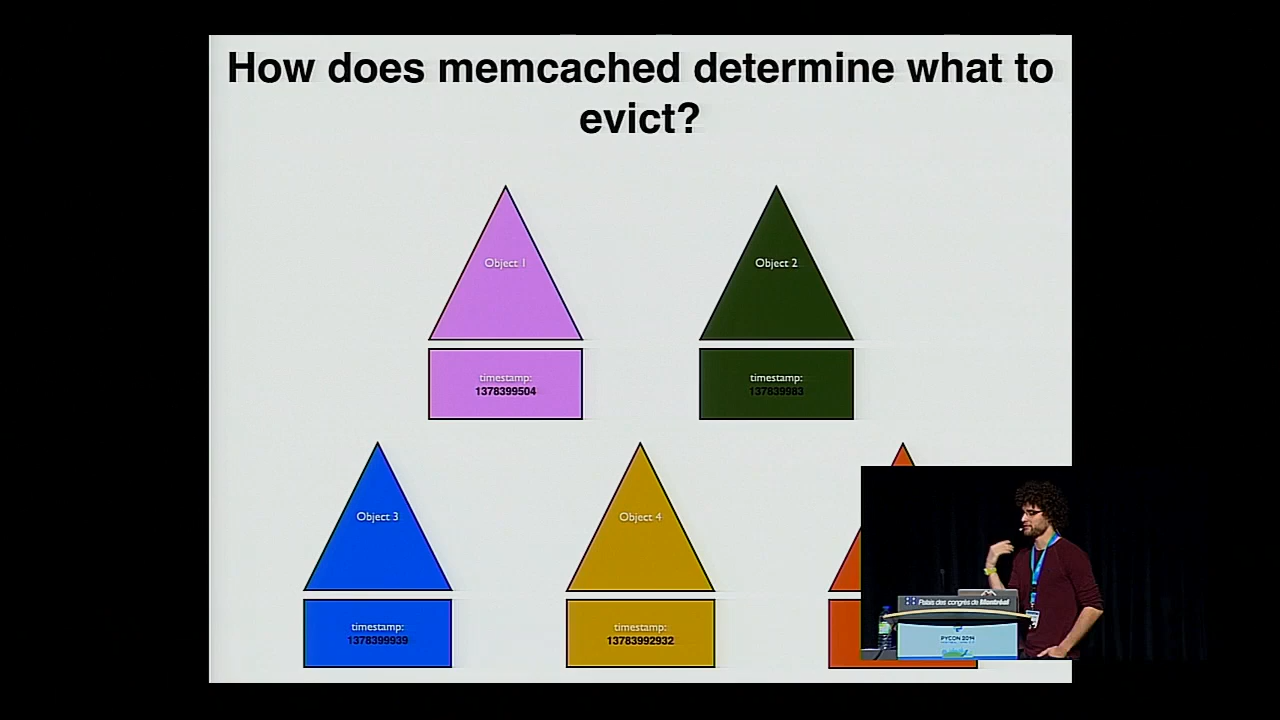 How does memcached determine what to
evict?
Object 1
Object 2
timestamp:
1378399504
timestamp:
137839983
Object 3
Object 4
timestamp:
1378399939
timestamp:
13783992932
Palais des congrès de Montréal
PYCON 2014